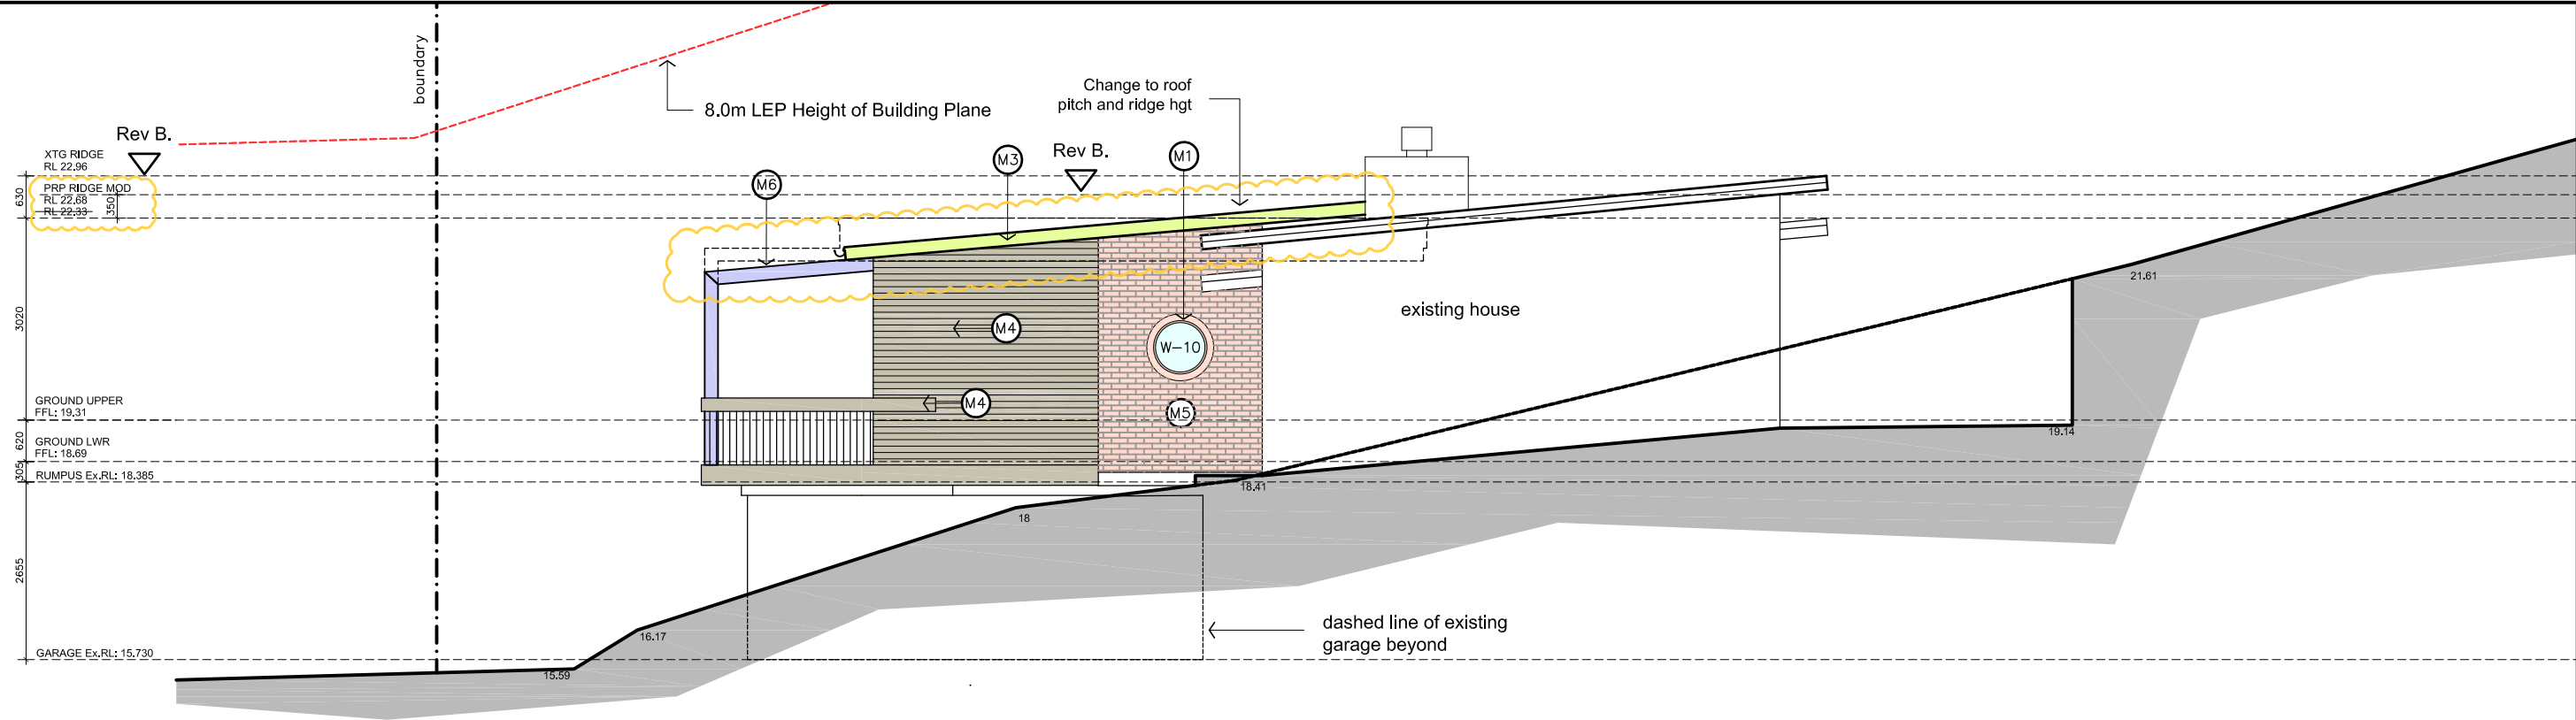 boundary
8.0m LEP Height of Building Plane
Change to roof
pitch and ridge hgt
Rev B.
XTG RIDGE
RL 22.96
PRP RIDGE MOD
RL 22.68
RL 22.33
350
630
3020
620
305
2655
M6
M3
Rev B.
M1
M4
W-10
M4
M5
existing house
GROUND UPPER
FFL: 19.31
GROUND LWR
FFL: 18.69
RUMPUS Ex.RL: 18.385
GARAGE Ex.RL: 15.730
21.61
19.14
18.41
18
16.17
15.59
dashed line of existing
garage beyond